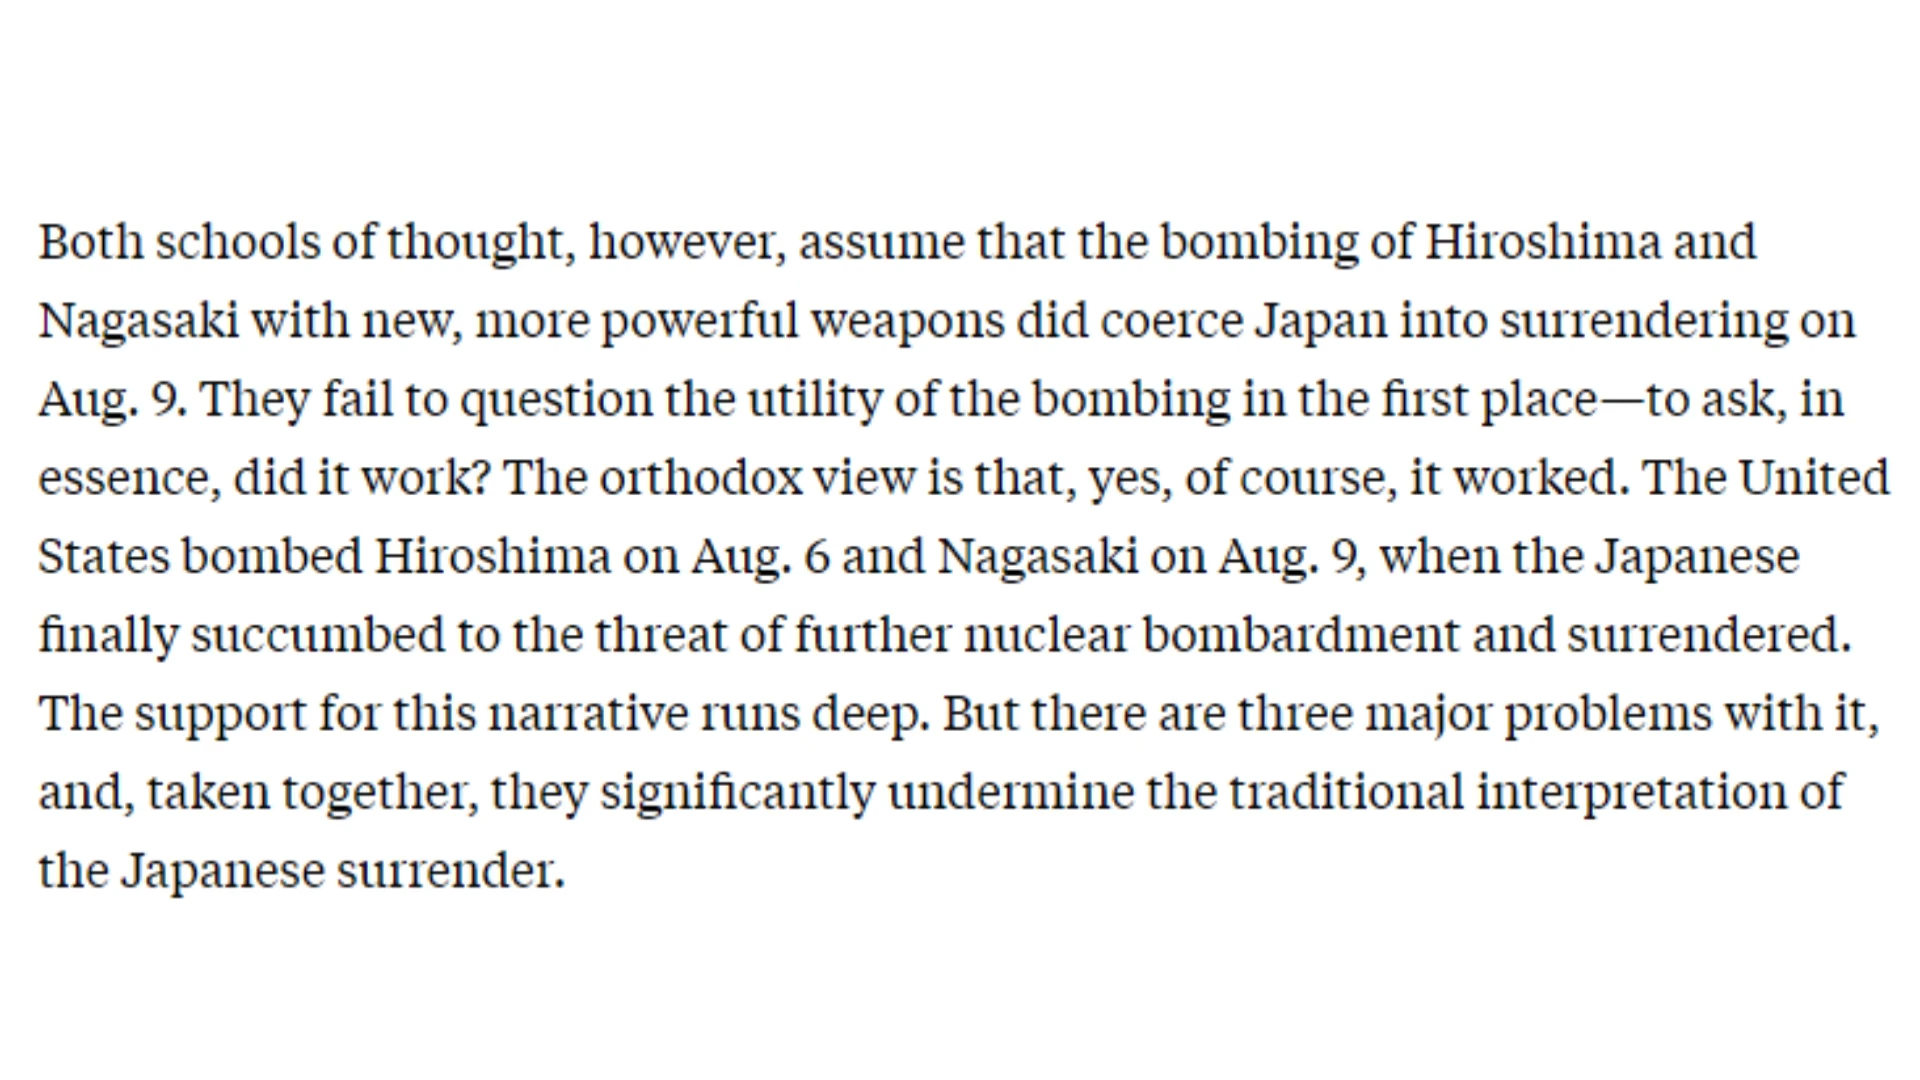 Both schools of thought, however, assume that the bombing of Hiroshima and
Nagasaki with new, more powerful weapons did coerce Japan into surrendering on
Aug. 9. They fail to question the utility of the bombing in the first place—to ask, in
essence, did it work? The orthodox view is that, yes, of course, it worked. The United
States bombed Hiroshima on Aug. 6 and Nagasaki on Aug. 9, when the Japanese
finally succumbed to the threat of further nuclear bombardment and surrendered.
The support for this narrative runs deep. But there are three major problems with it,
and, taken together, they significantly undermine the traditional interpretation of
the Japanese surrender.